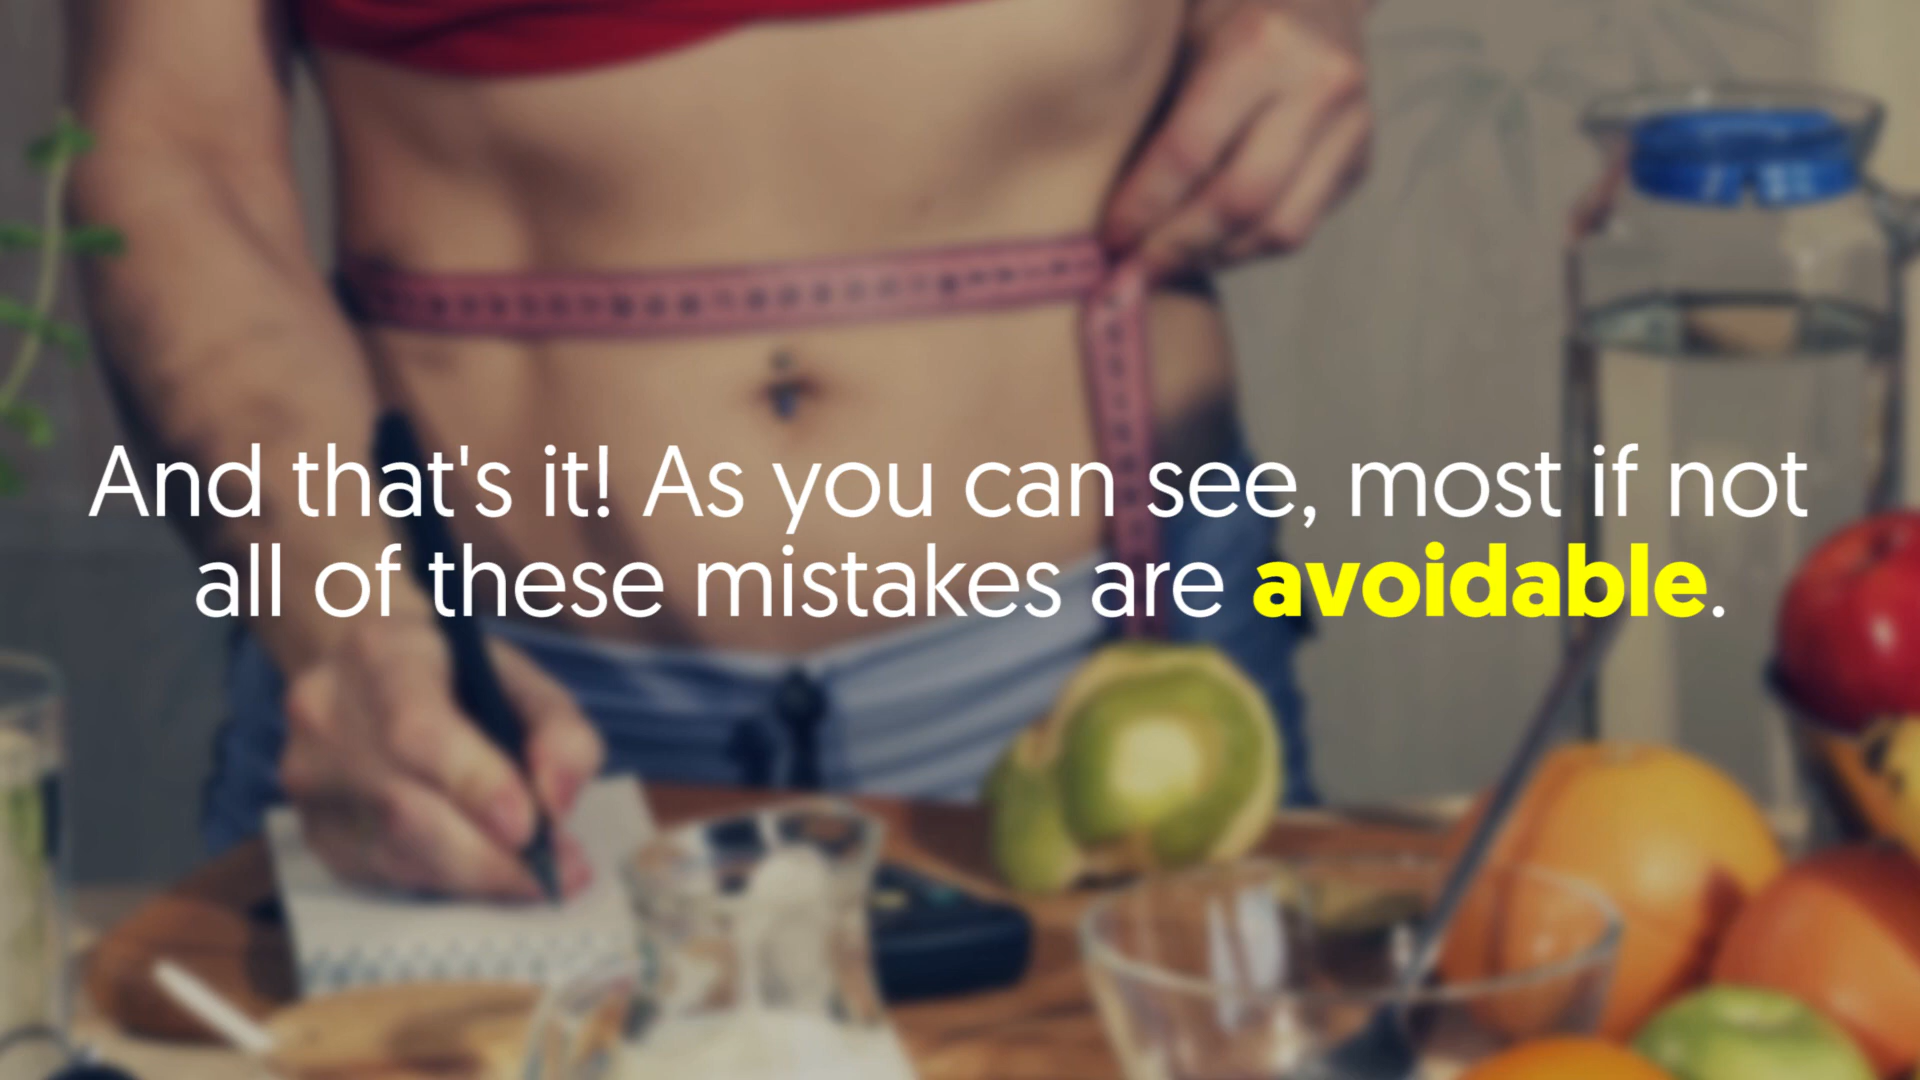 And that's it! As you can see, most if not
all of these mistakes are avoidable.